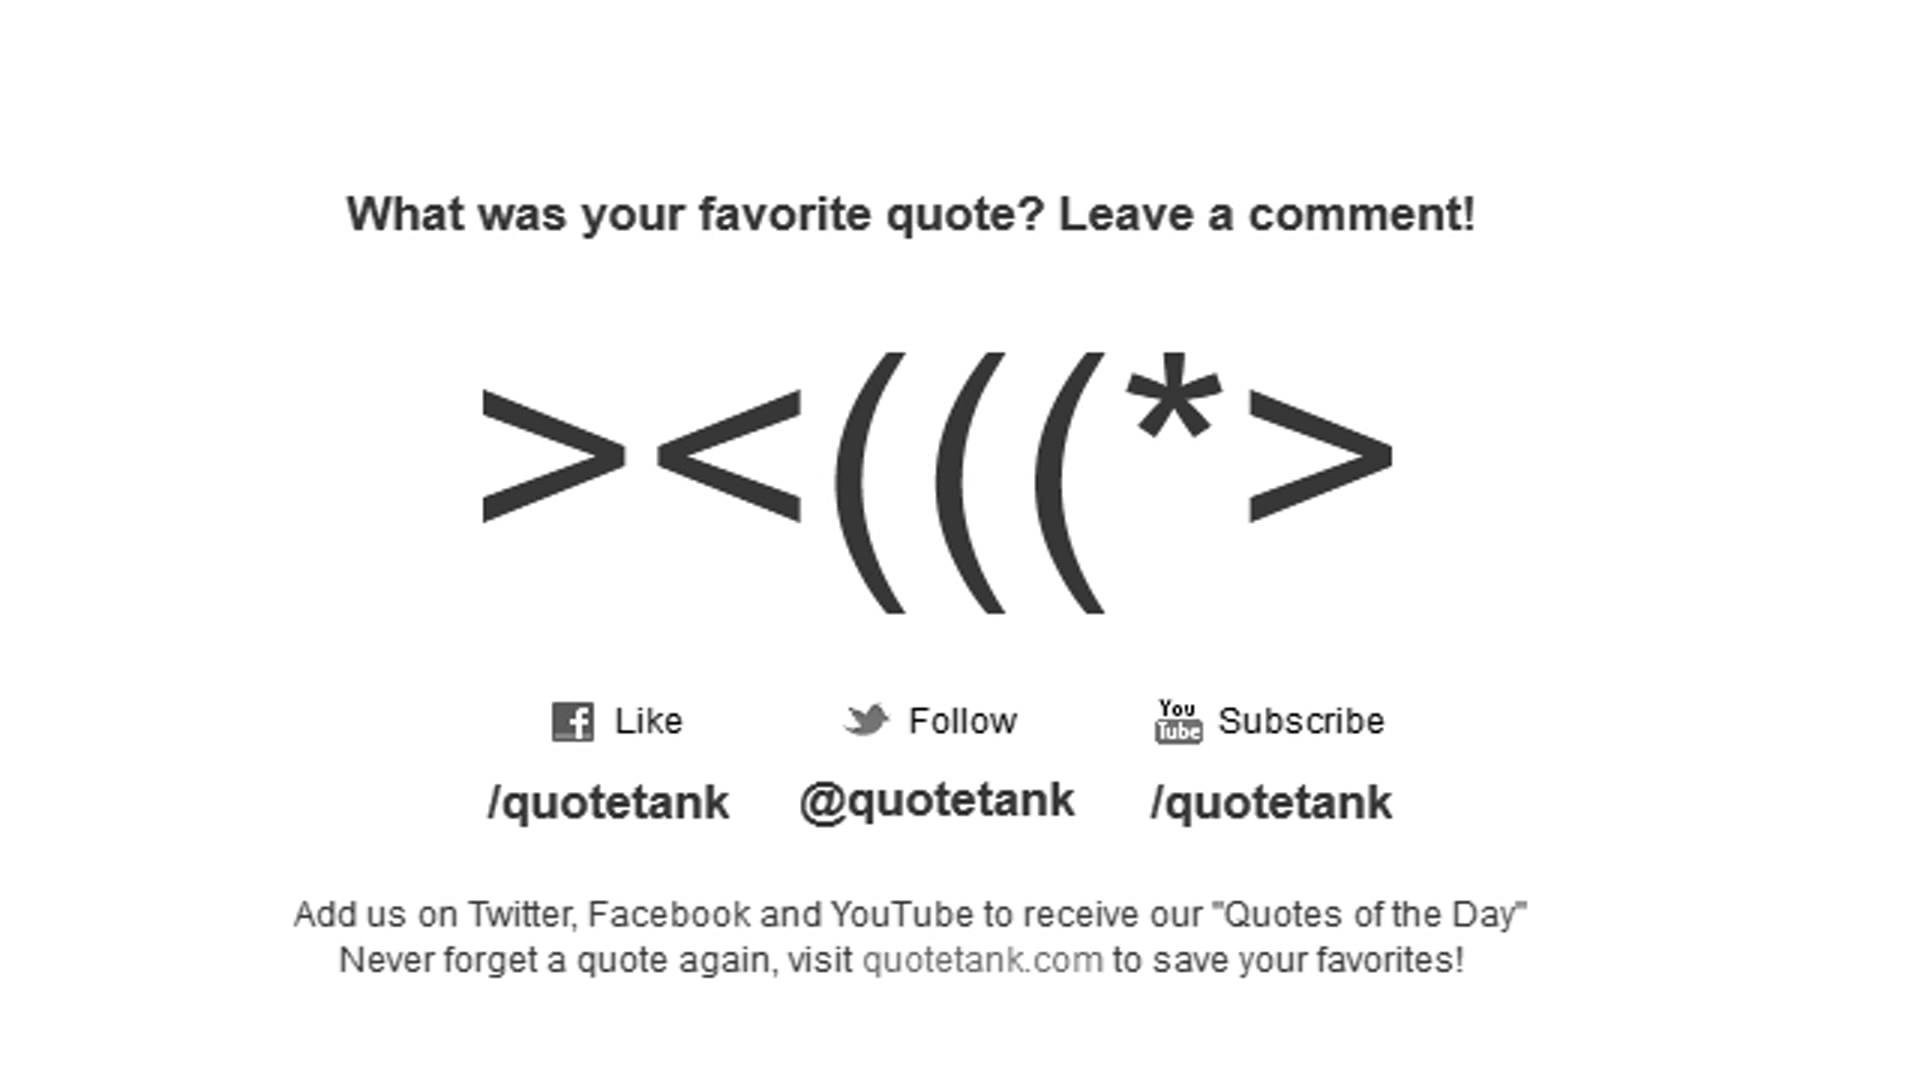 What was your favorite quote? Leave a comment!
><(((*>
f Like Follow You Tube Subscribe
/quotetank @quotetank /quotetank
Add us on Twitter, Facebook and YouTube to receive our "Quotes of the Day"
Never forget a quote again, visit quotetank.com to save your favorites!